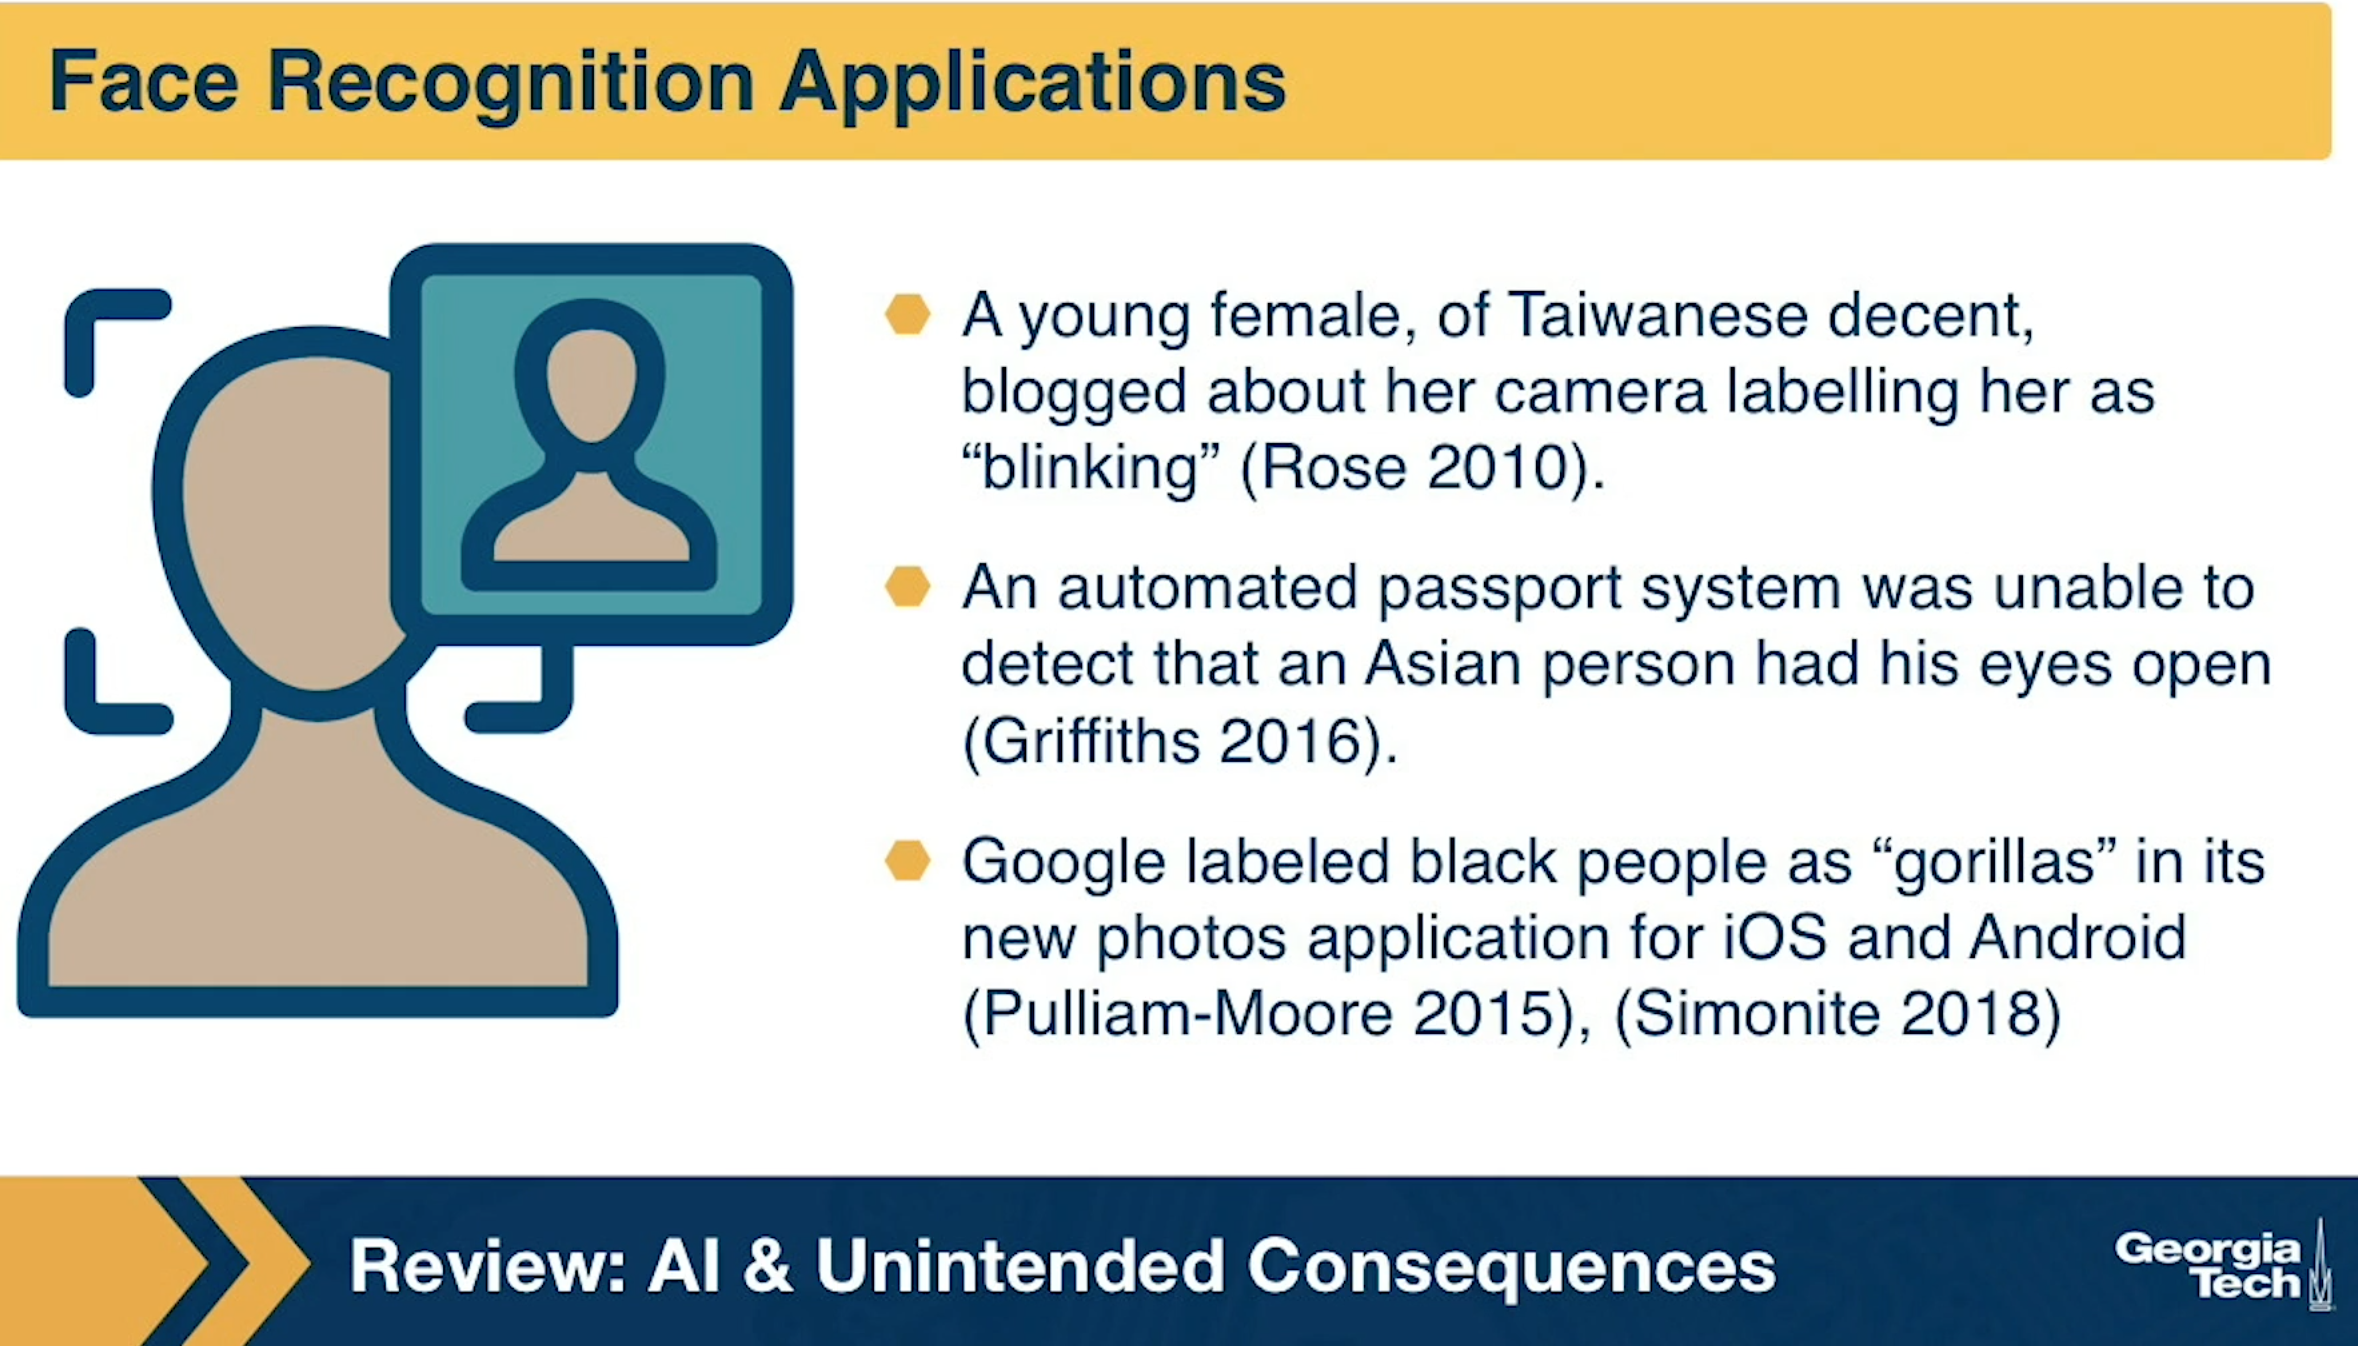 Face Recognition Applications
A young female, of Taiwanese decent,
blogged about her camera labelling her as
“blinking” (Rose 2010).
An automated passport system was unable to
detect that an Asian person had his eyes open
(Griffiths 2016).
Google labeled black people as “gorillas” in its
new photos application for iOS and Android
(Pulliam-Moore 2015), (Simonite 2018)
Review: AI & Unintended Consequences
Georgia
Tech